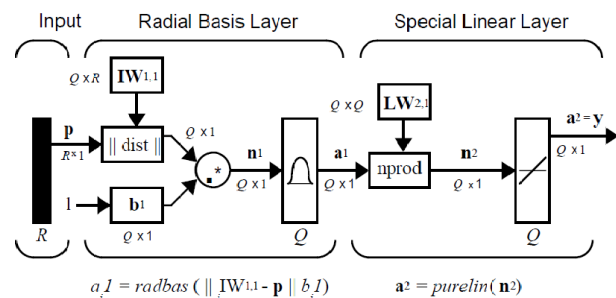 Input Radial Basis Layer Special Linear Layer
Q x R IW1,1 Q x Q LW2,1
p R x 1 || dist || Q x 1 .* n1 Q x 1 a1 Q x 1 nprod n2 Q x 1 a2 = y Q x 1
1 b1 Q x 1
R Q Q
ai1 = radbas ( || iIW1,1 - p || bi1) a2 = purelin(n2)